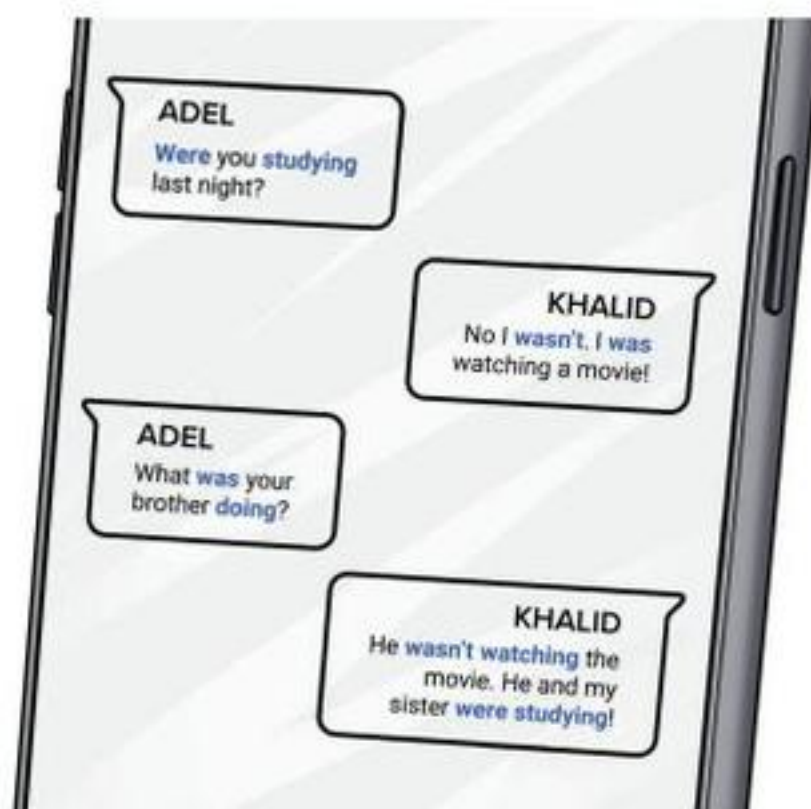 ADEL
Were you studying
last night?
KHALID
No I wasn't. I was
watching a movie!
ADEL
What was your
brother doing?
KHALID
He wasn't watching the
movie. He and my
sister were studying!